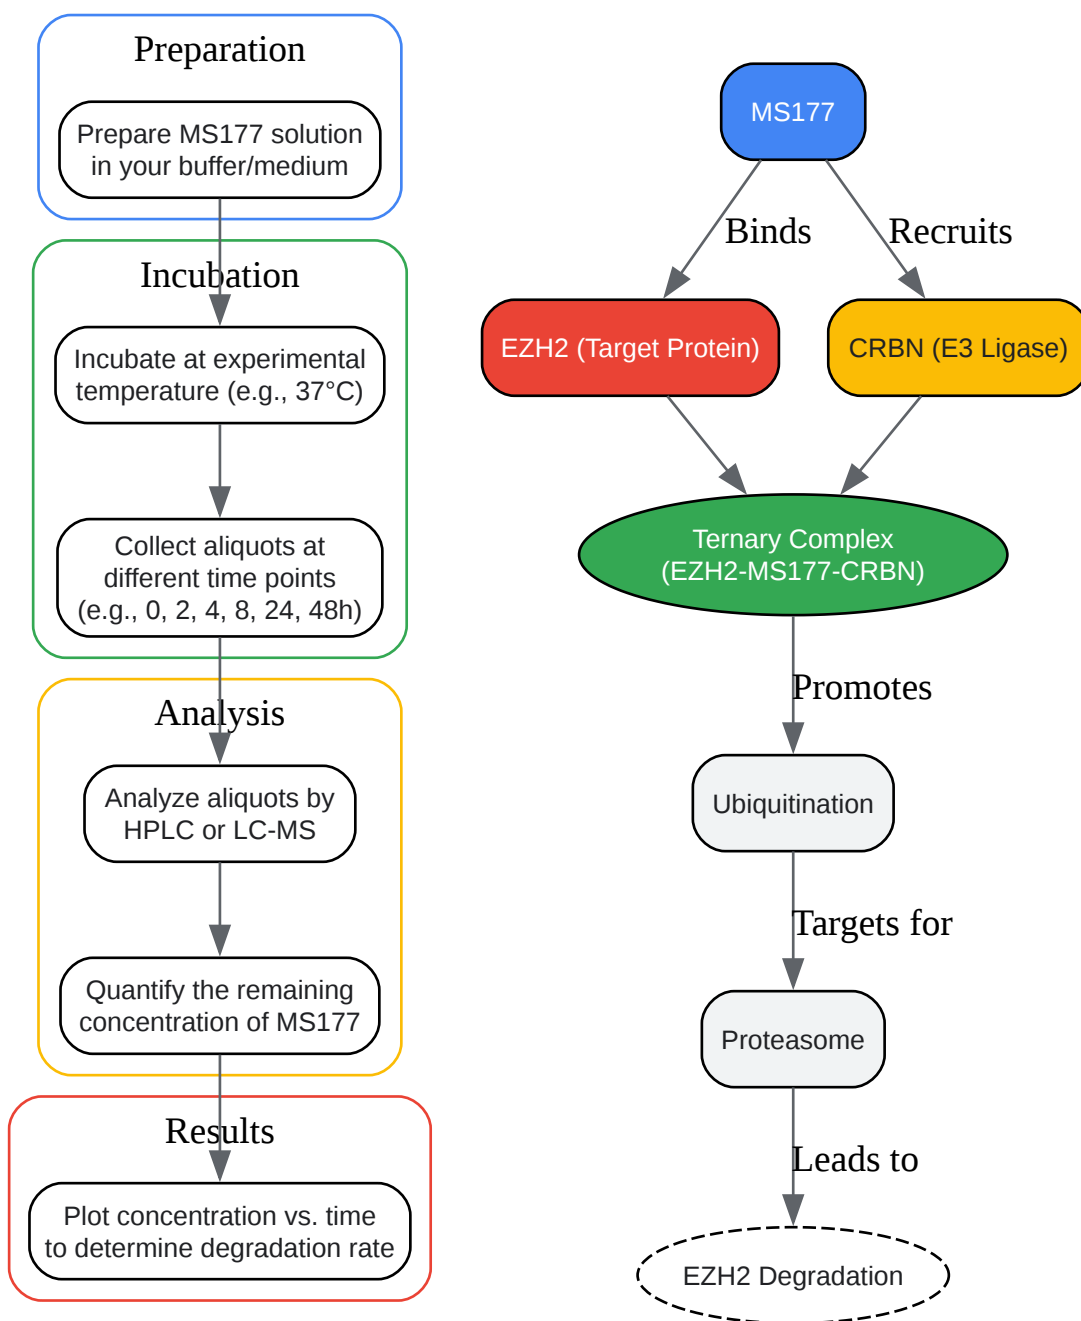 Preparation
Prepare MS177 solution
in your buffer/medium
Incubation
Incubate at experimental
temperature (e.g., 37°C)
Collect aliquots at
different time points
(e.g., 0, 2, 4, 8, 24, 48h)
Analysis
Analyze aliquots by
HPLC or LC-MS
Quantify the remaining
concentration of MS177
Results
Plot concentration vs. time
to determine degradation rate
MS177
Binds
Recruits
EZH2 (Target Protein)
CRBN (E3 Ligase)
Ternary Complex
(EZH2-MS177-CRBN)
Promotes
Ubiquitination
Targets for
Proteasome
Leads to
EZH2 Degradation